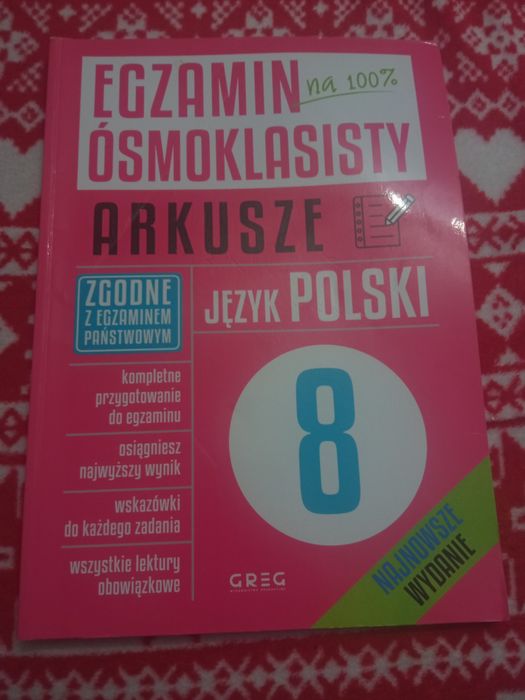 EGZAMIN
na 100%
ÓSMOKLASISTY
ARKUSZE
ZGODNE
Z EGZAMINEM
PAŃSTWOWYM
JĘZYK POLSKI
kompletne
przygotowanie
do egzaminu
osiągniesz
najwyższy wynik
wskazówki
do każdego zadania
wszystkie lektury
obowiązkowe
8
GREG
NAJNOWSZE
WYDANIE